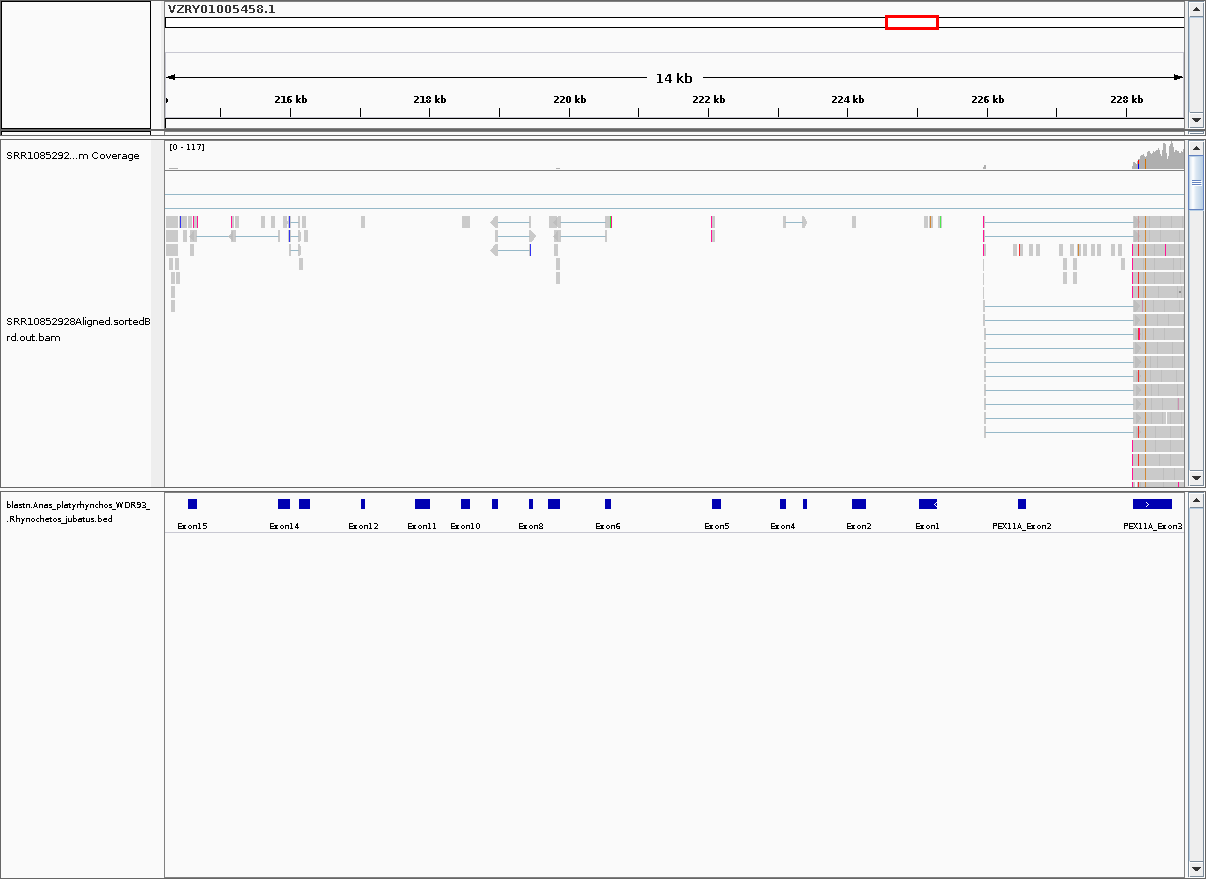 VZRY01005458.1
14 kb
216 kb 218 kb 220 kb 222 kb 224 kb 226 kb 228 kb
[0 - 117]
SRR1085292...m Coverage
SRR10852928Aligned.sortedB
rd.out.bam
blastn.Anas_platyrhynchos_WDR93_
.Rhynochetos_jubatus.bed
Exon15 Exon14 Exon12 Exon11 Exon10 Exon8 Exon6 Exon5 Exon4 Exon2 Exon1 PEX11A_Exon2 PEX11A_Exon3